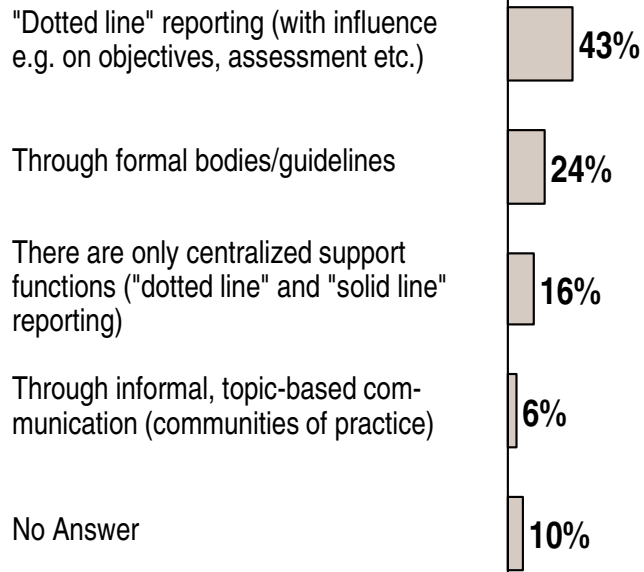 "Dotted line" reporting (with influence
e.g. on objectives, assessment etc.)
43%
Through formal bodies/guidelines
24%
There are only centralized support
functions ("dotted line" and "solid line"
reporting)
16%
Through informal, topic-based com-
munication (communities of practice)
6%
No Answer
10%